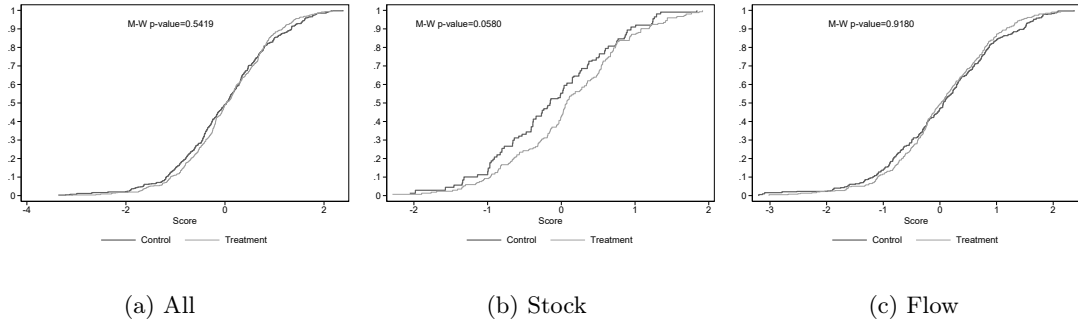 M-W p-value=0.5419
1
.9
.8
.7
.6
.5
.4
.3
.2
.1
0
-4 -2 0 2
Score
Control Treatment
(a) All
M-W p-value=0.0580
1
.9
.8
.7
.6
.5
.4
.3
.2
.1
0
-2 -1 0 1 2
Score
Control Treatment
(b) Stock
M-W p-value=0.9180
1
.9
.8
.7
.6
.5
.4
.3
.2
.1
0
-3 -2 -1 0 1 2
Score
Control Treatment
(c) Flow